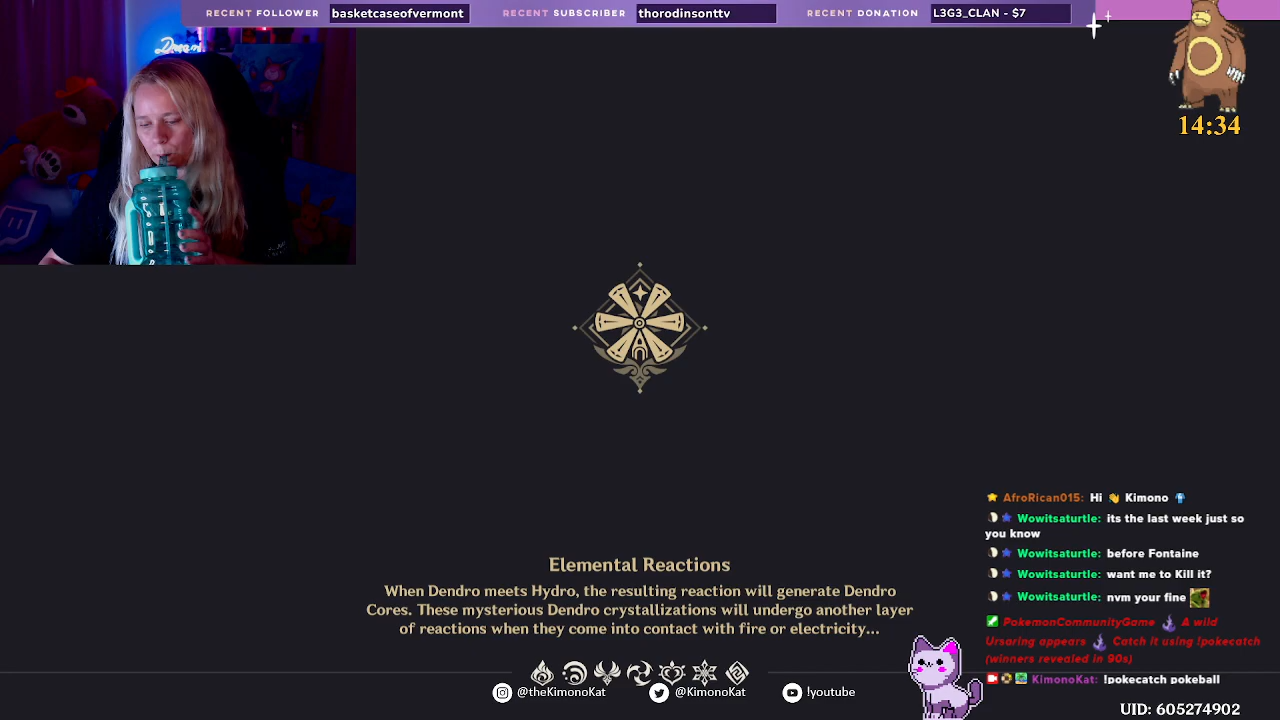 RECENT FOLLOWER basketcaseofvermont RECENT SUBSCRIBER thorodinsonttv RECENT DONATION L3G3_CLAN - $7
Dream
14:34
AfroRican015: Hi Kimono
Wowitsaturtle: its the last week just so
you know
Wowitsaturtle: before Fontaine
Wowitsaturtle: want me to Kill it?
Wowitsaturtle: nvm your fine
PokemonCommunityGame A wild
Ursaring appears Catch it using !pokecatch
(winners revealed in 90s)
KimonoKat: !pokecatch pokeball
Elemental Reactions
When Dendro meets Hydro, the resulting reaction will generate Dendro
Cores. These mysterious Dendro crystallizations will undergo another layer
of reactions when they come into contact with fire or electricity...
@theKimonoKat @KimonoKat !youtube
UID: 605274902